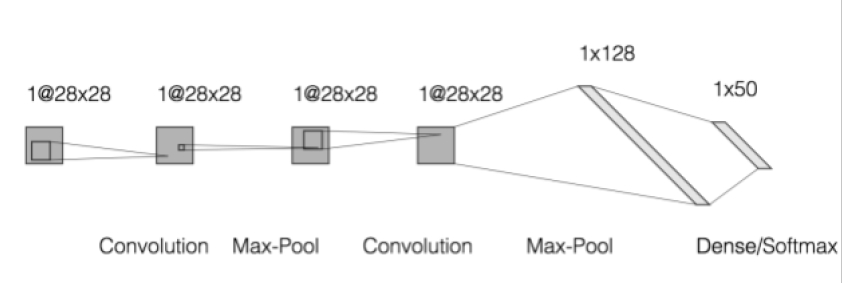 1x128
1x50
1@28x28 1@28x28 1@28x28 1@28x28
Convolution Max-Pool Convolution Max-Pool Dense/Softmax